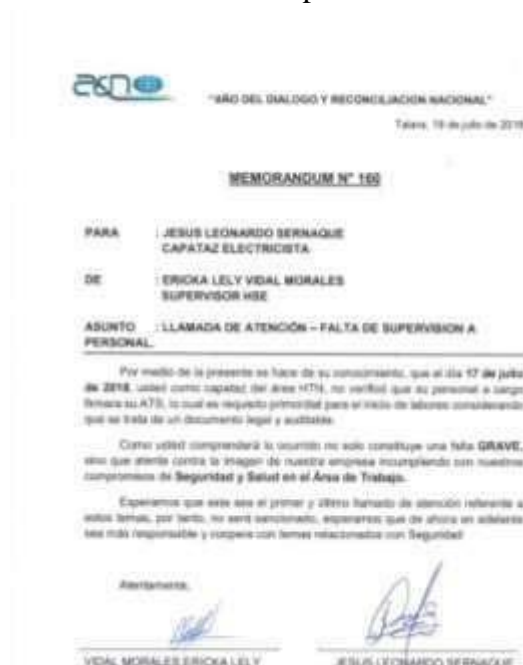 "AÑO DEL DIALOGO Y RECONCILIACION NACIONAL"
Talara, 19 de julio de 2018
MEMORANDUM N° 160
PARA : JESUS LEONARDO SERNAQUE
CAPATAZ ELECTRICISTA
DE : ERICKA LELY VIDAL MORALES
SUPERVISOR HSE
ASUNTO : LLAMADA DE ATENCIÓN – FALTA DE SUPERVISION A
PERSONAL.
Por medio de la presente se hace de su conocimiento, que el día 17 de julio
de 2018, usted como capataz del área HTN, no verificó que su personal a cargo
firmara su ATS, lo cual es requisito primordial para el inicio de labores considerando
que se trata de un documento legal y auditable.
Como usted comprenderá lo ocurrido no solo constituye una falta GRAVE,
sino que atenta contra la imagen de nuestra empresa incumpliendo con nuestros
compromisos de Seguridad y Salud en el Área de Trabajo.
Esperamos que este sea el primer y último llamado de atención referente a
estos temas, por tanto, no será sancionado, esperamos que de ahora en adelante
sea más responsable y coopere con temas relacionados con Seguridad
Atentamente,
VIDAL MORALES ERICKA LELY
JESUS LEONARDO SERNAQUE